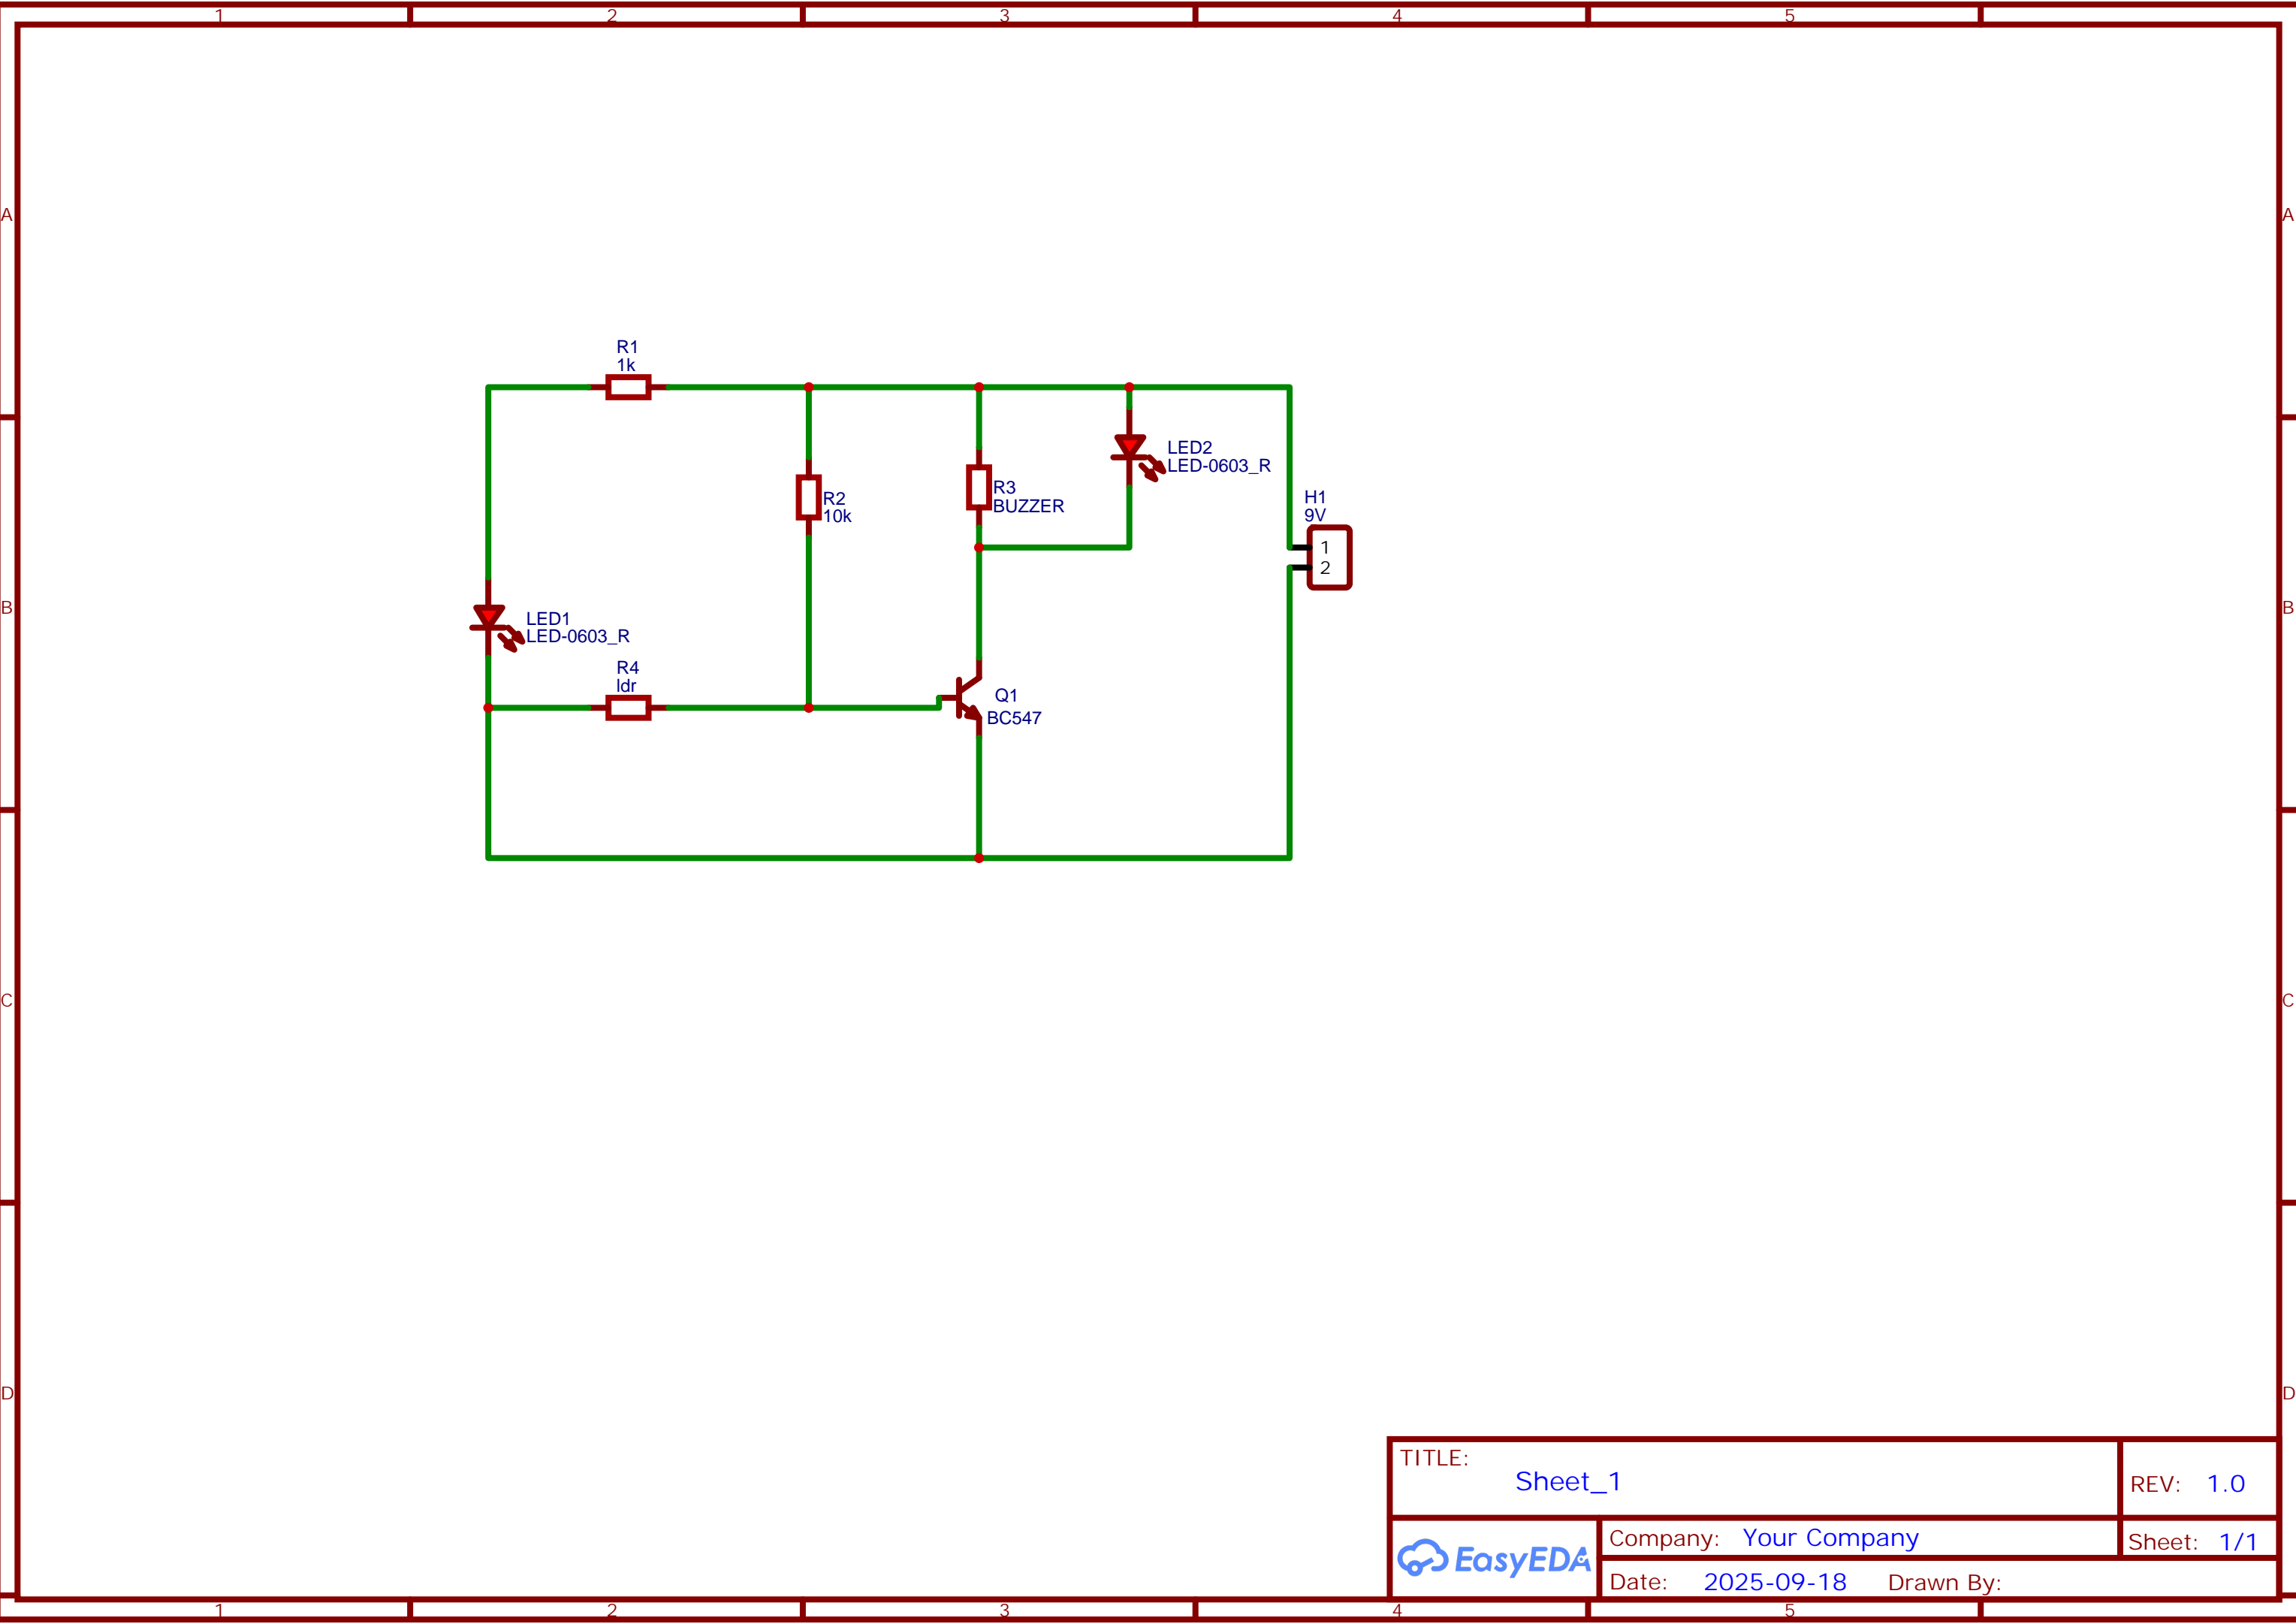 1 2 3 4 5
A A
R1
1k
LED2
LED-0603_R
R3
BUZZER
R2
10k
H1
9V
1
2
B B
LED1
LED-0603_R
R4
ldr
Q1
BC547
C C
D D
TITLE:
Sheet_1
REV: 1.0
EasyEDA
Company: Your Company
Sheet: 1/1
Date: 2025-09-18 Drawn By:
1 2 3 4 5